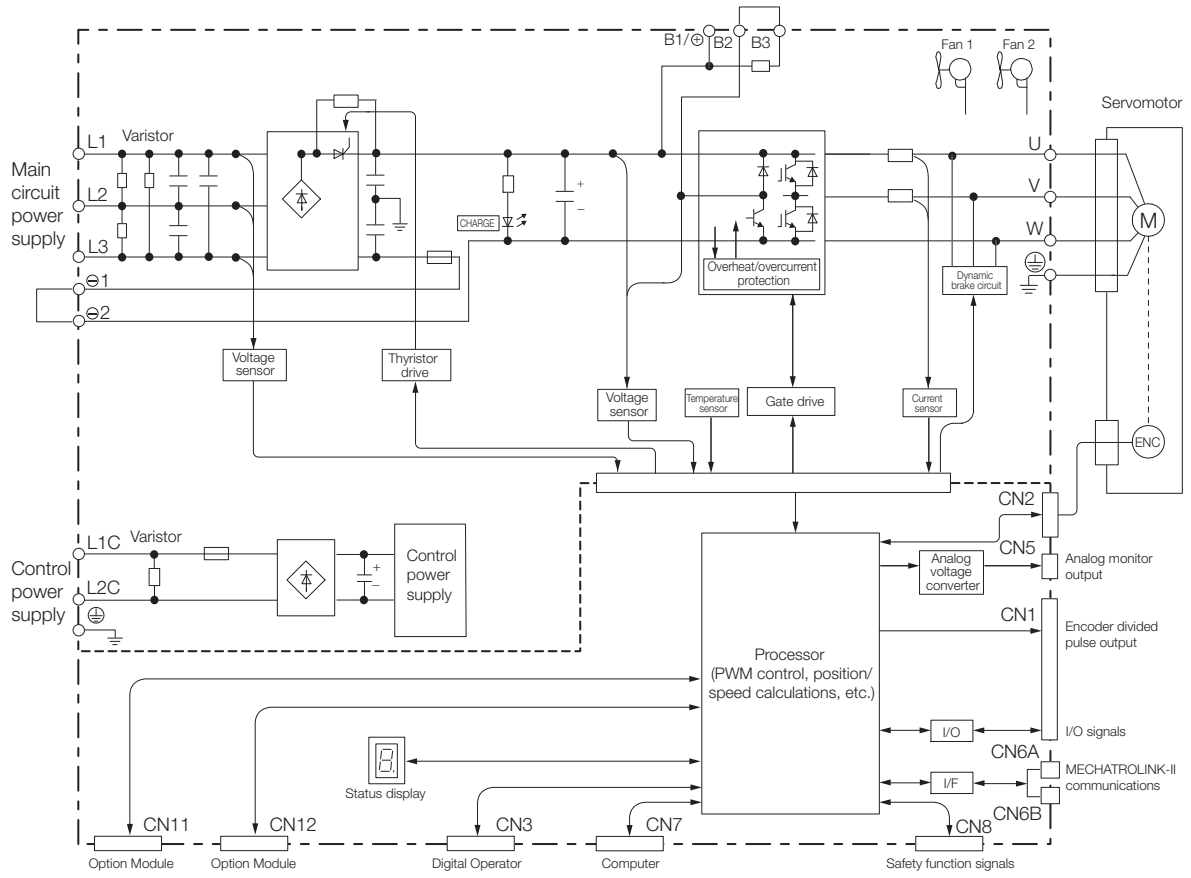 B1/⊕ B2 B3
Fan 1 Fan 2
Servomotor
L1 Varistor
Main
circuit
power
supply
L2
L3
⊖1
⊖2
CHARGE
+
–
Overheat/overcurrent
protection
U
V
W
M
Dynamic
brake circuit
Voltage
sensor
Thyristor
drive
Voltage
sensor
Temperature
sensor
Gate drive
Current
sensor
ENC
CN2
L1C Varistor
Control
power
supply
L2C
+
–
Control
power
supply
CN5
Analog
voltage
converter
Analog monitor
output
CN1
Encoder divided
pulse output
Processor
(PWM control, position/
speed calculations, etc.)
I/O
I/O signals
CN6A
I/F
MECHATROLINK-II
communications
CN6B
8.
Status display
CN11 CN12 CN3 CN7 CN8
Option Module Option Module Digital Operator Computer Safety function signals